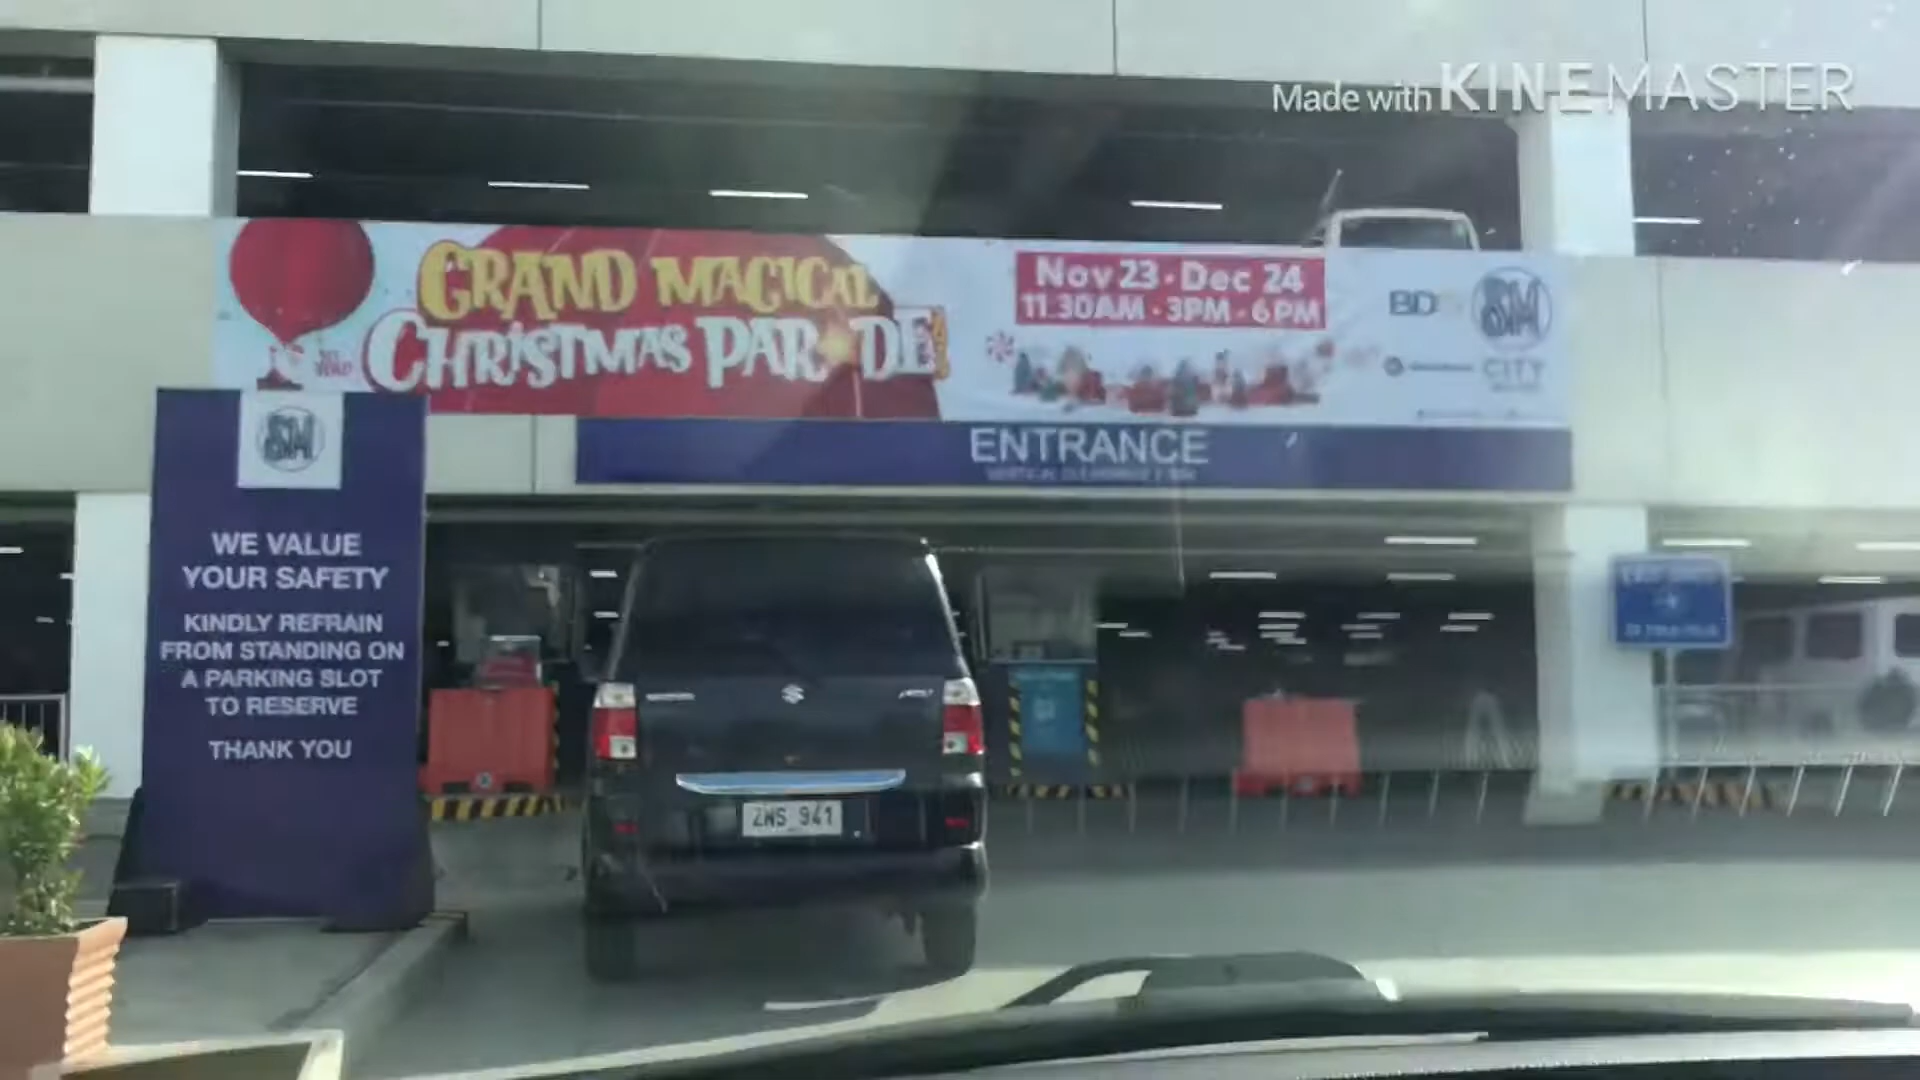 Made with KINEMASTER
GRAND MAGICAL
CHRISTMAS PARADE!
Nov 23 - Dec 24
11.30AM - 3PM - 6PM
BDO
SM
CITY
ENTRANCE
SM
WE VALUE
YOUR SAFETY
KINDLY REFRAIN
FROM STANDING ON
A PARKING SLOT
TO RESERVE
THANK YOU
ZWS 941